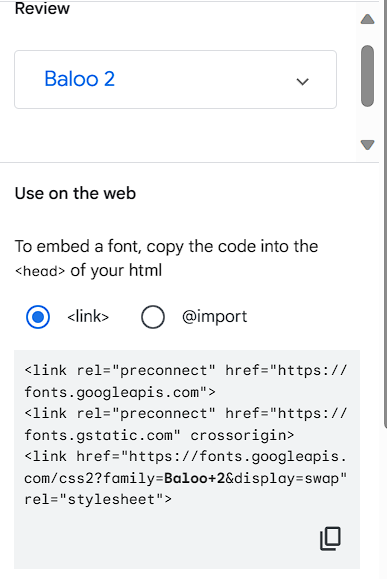 Review
Baloo 2
Use on the web
To embed a font, copy the code into the
<head> of your html
<link>
@import
<link rel="preconnect" href="https://
fonts.googleapis.com">
<link rel="preconnect" href="https://
fonts.gstatic.com" crossorigin>
<link href="https://fonts.googleapis.
com/css2?family=Baloo+2&display=swap"
rel="stylesheet">